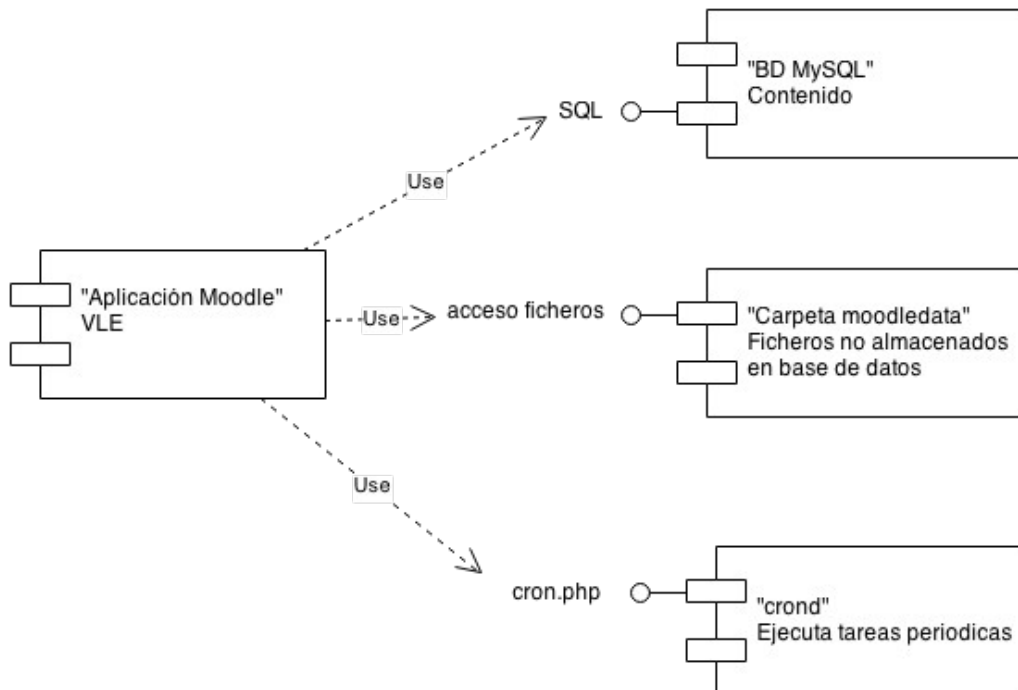 "BD MySQL"
Contenido
SQL
Use
"Aplicación Moodle"
VLE
Use
acceso ficheros
"Carpeta moodledata"
Ficheros no almacenados
en base de datos
Use
cron.php
"crond"
Ejecuta tareas periodicas